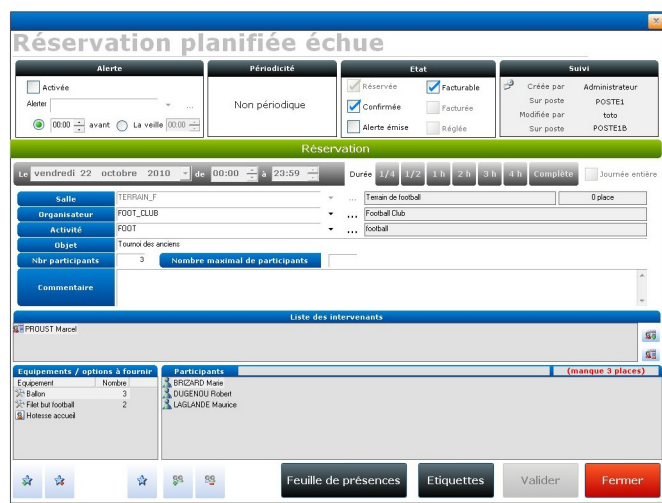 Réservation planifiée échue
Alerte
Périodicité
Etat
Suivi
Activée
Alerter
...
00:00 avant La veille 00:00
Non périodique
Réservée Facturable
Confirmée Facturée
Alerte émise Réglée
Créée par Administrateur
Sur poste POSTE1
Modifiée par toto
Sur poste POSTE1B
Réservation
Le vendredi 22 octobre 2010 de 00:00 à 23:59 Durée 1/4 1/2 1 h 2 h 3 h 4 h Complète Journée entière
Salle TERRAIN_F ... Terrain de football 0 place
Organisateur FOOT_CLUB ... Football Club
Activité FOOT ... football
Objet Tournoi des anciens
Nbr participants 3 Nombre maximal de participants
Commentaire
Liste des intervenants
PROUST Marcel
Equipements / options à fournir
Equipement Nombre
Ballon 3
Filet but football 2
Hotesse accueil
Participants (manque 3 places)
BRIZARD Marie
DUGENOU Robert
LAGLANDE Maurice
Feuille de présences Etiquettes Valider Fermer